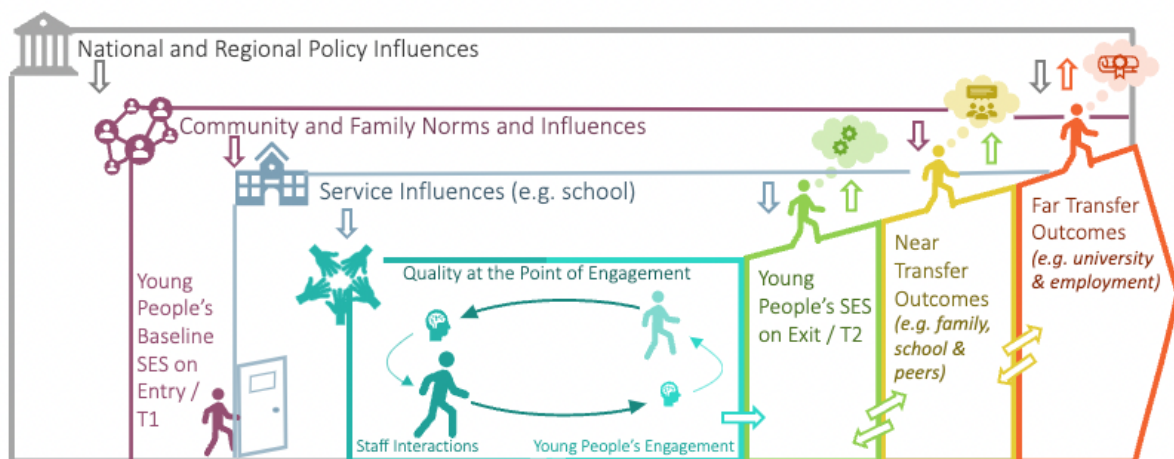 National and Regional Policy Influences
Community and Family Norms and Influences
Service Influences (e.g. school)
Young
People's
Baseline
SES on
Entry /
T1
Quality at the Point of Engagement
Staff Interactions
Young People's Engagement
Young
People's SES
on Exit / T2
Near
Transfer
Outcomes
(e.g. family,
school &
peers)
Far Transfer
Outcomes
(e.g. university
& employment)